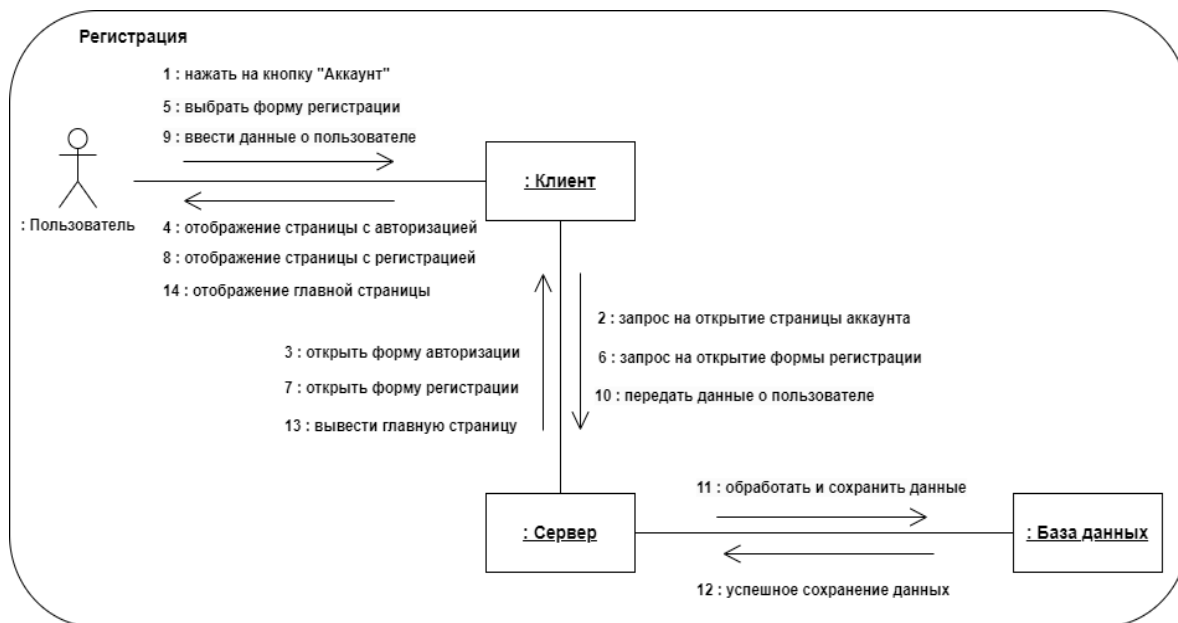 Регистрация
1 : нажать на кнопку "Аккаунт"
5 : выбрать форму регистрации
9 : ввести данные о пользователе
: Клиент
: Пользователь
4 : отображение страницы с авторизацией
8 : отображение страницы с регистрацией
14 : отображение главной страницы
2 : запрос на открытие страницы аккаунта
3 : открыть форму авторизации
6 : запрос на открытие формы регистрации
7 : открыть форму регистрации
10 : передать данные о пользователе
13 : вывести главную страницу
11 : обработать и сохранить данные
: Сервер
: База данных
12 : успешное сохранение данных